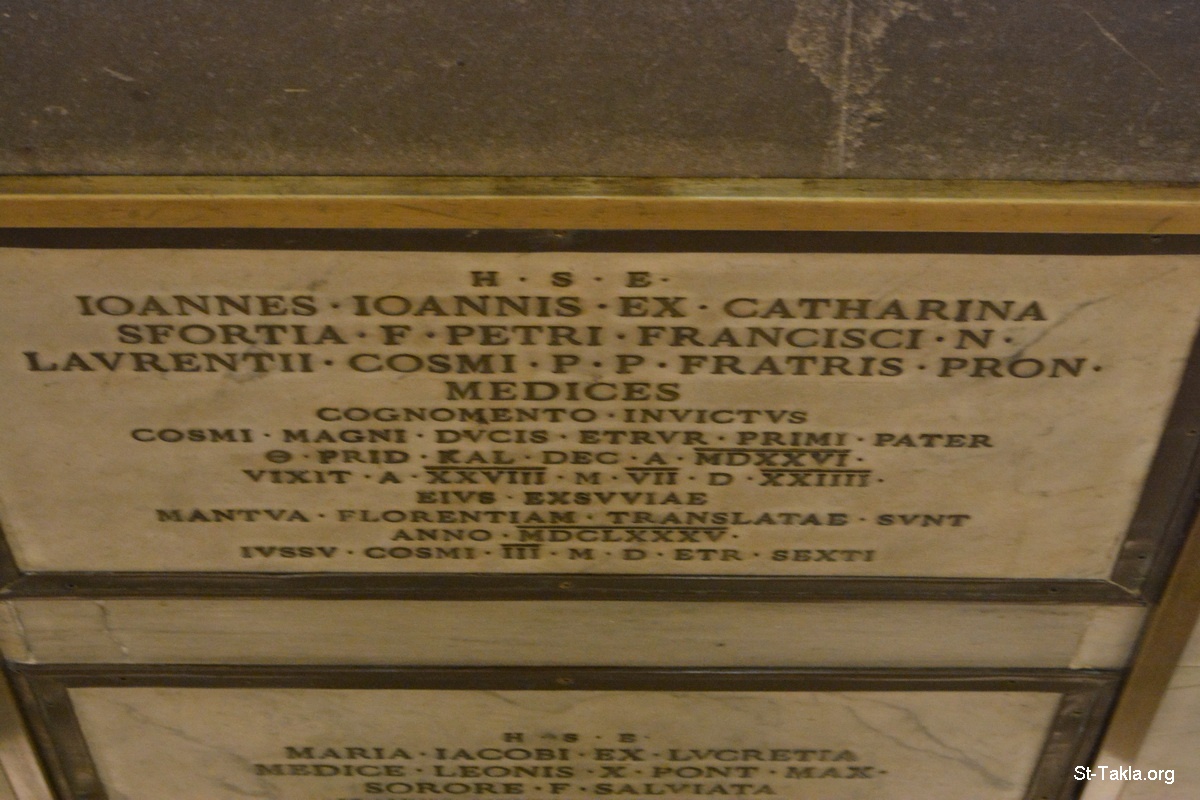 H · S · E ·
IOANNES · IOANNIS · EX · CATHARINA
SFORTIA · F · PETRI · FRANCISCI · N ·
LAVRENTII · COSMI · P · P · FRATRIS · PRON ·
MEDICES
COGNOMENTO · INVICTVS
COSMI · MAGNI · DVCIS · ETRVR · PRIMI · PATER
Θ · PRID · KAL · DEC · A · MDXXVI ·
VIXIT · A · XXVIII · M · VII · D · XXIIII ·
EIVS · EXSVVIAE
MANTVA · FLORENTIAM · TRANSLATAE · SVNT
ANNO · MDCLXXXV ·
IVSSV · COSMI · III · M · D · ETR · SEXTI
H · S · E ·
MARIA · IACOBI · EX · LVCRETIA
MEDICE · LEONIS · X · PONT · MAX ·
SORORE · F · SALVIATA
St-Takla.org